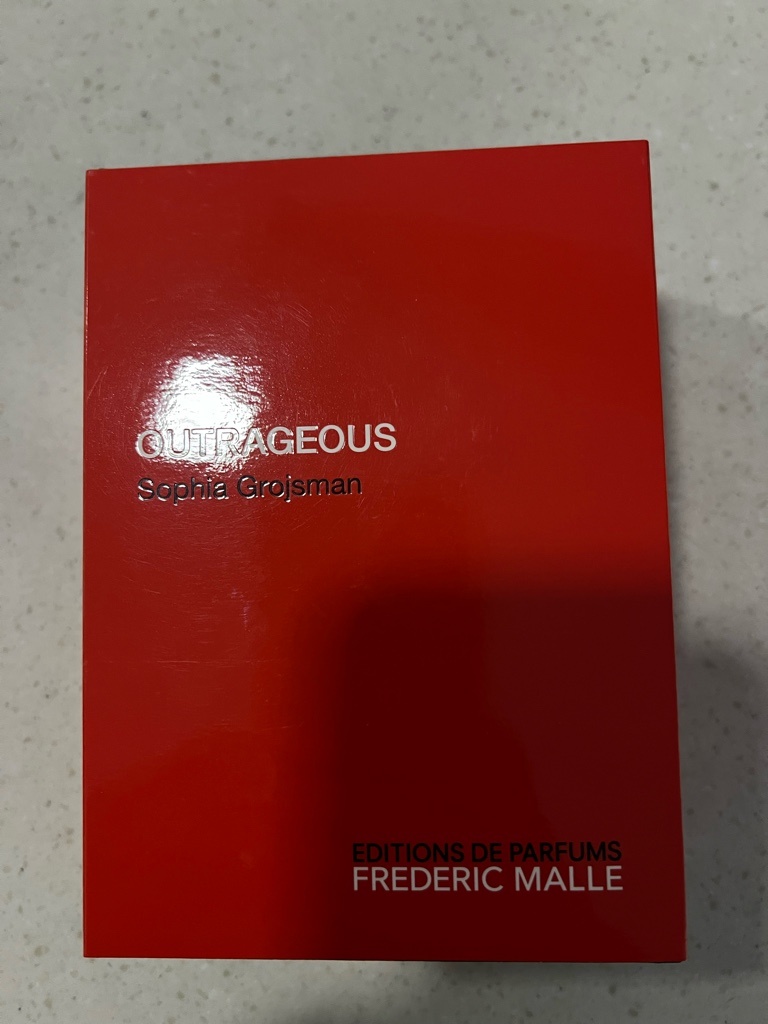 OUTRAGEOUS
Sophia Grojsman
EDITIONS DE PARFUMS
FREDERIC MALLE